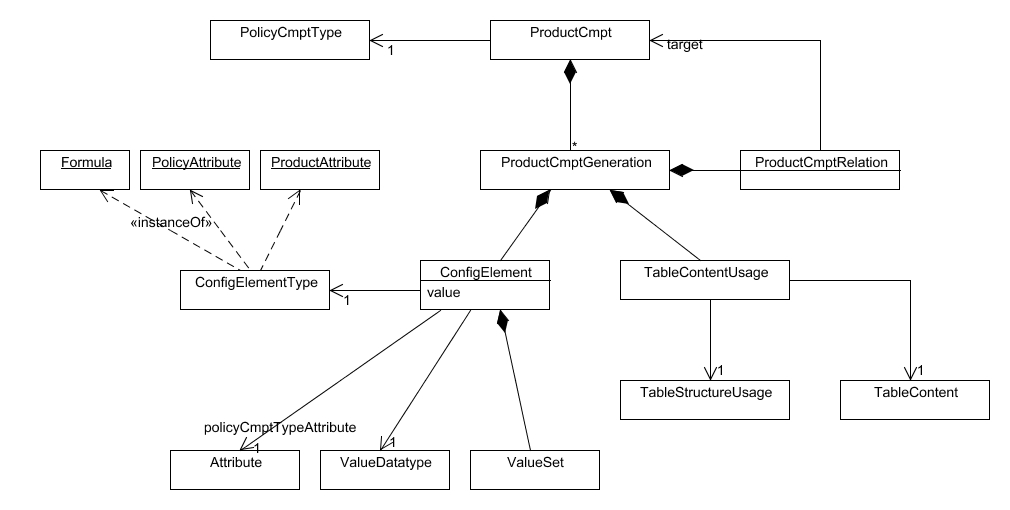 PolicyCmptType
ProductCmpt
1
target
*
Formula
PolicyAttribute
ProductAttribute
ProductCmptGeneration
ProductCmptRelation
«instanceOf»
ConfigElementType
1
ConfigElement
value
TableContentUsage
1
1
TableStructureUsage
TableContent
policyCmptTypeAttribute
1
1
Attribute
ValueDatatype
ValueSet